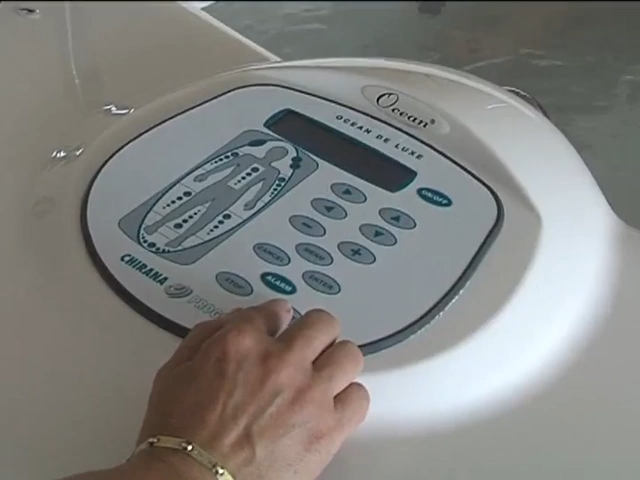 Ocean®
OCEAN DE LUXE
ON/OFF
CANCEL
MENU
STOP
ALARM
ENTER
CHIRANA